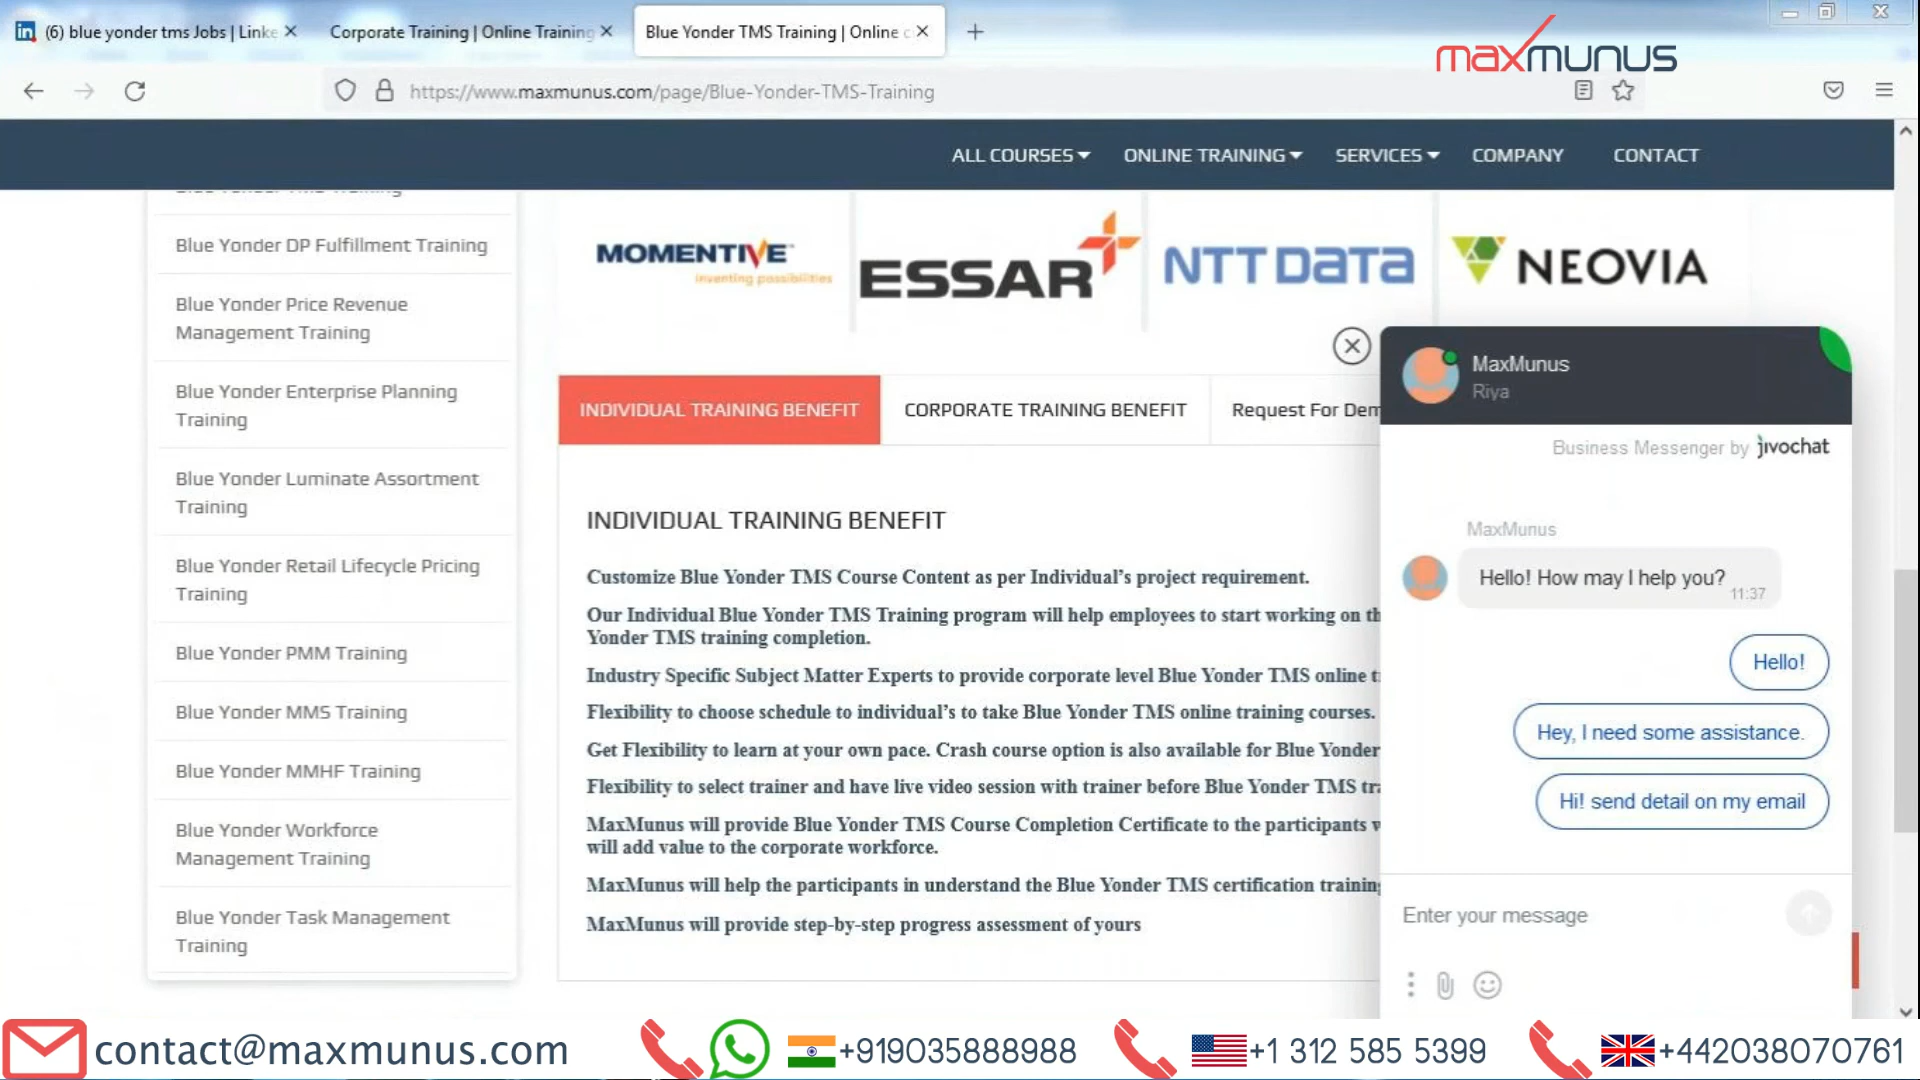 (6) blue yonder tms Jobs | Linke
Corporate Training | Online Training
Blue Yonder TMS Training | Online c
maxmunus
https://www.maxmunus.com/page/Blue-Yonder-TMS-Training
ALL COURSES
ONLINE TRAINING
SERVICES
COMPANY
CONTACT
Blue Yonder TMS Training
Blue Yonder DP Fulfillment Training
Blue Yonder Price Revenue
Management Training
Blue Yonder Enterprise Planning
Training
Blue Yonder Luminate Assortment
Training
Blue Yonder Retail Lifecycle Pricing
Training
Blue Yonder PMM Training
Blue Yonder MMS Training
Blue Yonder MMHF Training
Blue Yonder Workforce
Management Training
Blue Yonder Task Management
Training
MOMENTIVE
inventing possibilities
ESSAR
NTT DATA
NEOVIA
INDIVIDUAL TRAINING BENEFIT
CORPORATE TRAINING BENEFIT
Request For Dem
INDIVIDUAL TRAINING BENEFIT
Customize Blue Yonder TMS Course Content as per Individual's project requirement.
Our Individual Blue Yonder TMS Training program will help employees to start working on th
Yonder TMS training completion.
Industry Specific Subject Matter Experts to provide corporate level Blue Yonder TMS online t
Flexibility to choose schedule to individual's to take Blue Yonder TMS online training courses.
Get Flexibility to learn at your own pace. Crash course option is also available for Blue Yonder
Flexibility to select trainer and have live video session with trainer before Blue Yonder TMS tra
MaxMunus will provide Blue Yonder TMS Course Completion Certificate to the participants w
will add value to the corporate workforce.
MaxMunus will help the participants in understand the Blue Yonder TMS certification training
MaxMunus will provide step-by-step progress assessment of yours
MaxMunus
Riya
Business Messenger by jivochat
MaxMunus
Hello! How may I help you?
11:37
Hello!
Hey, I need some assistance.
Hi! send detail on my email
Enter your message
contact@maxmunus.com
+919035888988
+1 312 585 5399
+442038070761